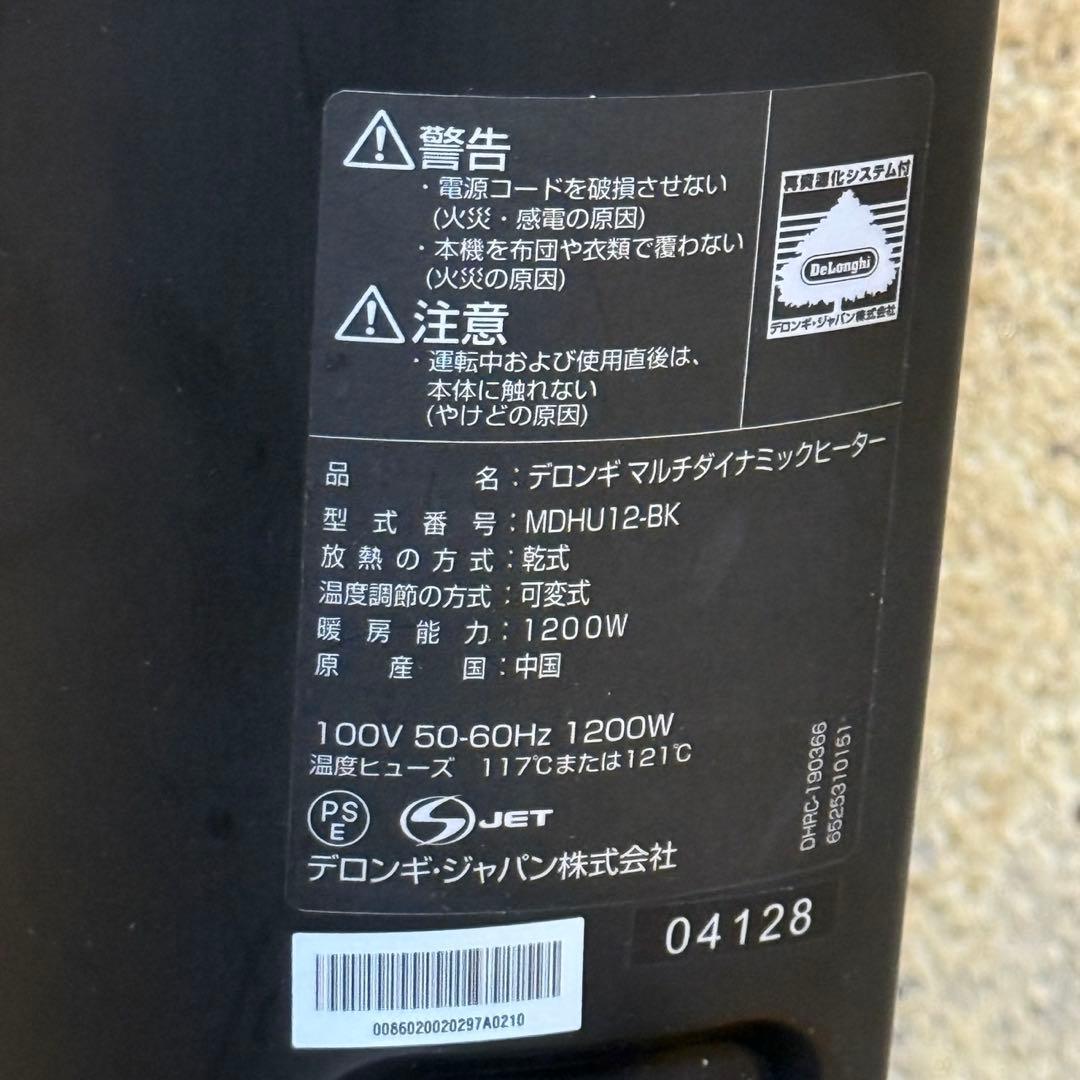 警告
・電源コードを破損させない
(火災・感電の原因)
・本機を布団や衣類で覆わない
(火災の原因)
注意
・運転中および使用直後は、
本体に触れない
(やけどの原因)
再資源化システム付
DeLonghi
デロンギ・ジャパン株式会社
品名：デロンギ マルチダイナミックヒーター
型式番号：MDHU12-BK
放熱の方式：乾式
温度調節の方式：可変式
暖房能力：1200W
原産国：中国
100V 50-60Hz 1200W
温度ヒューズ 117℃または121℃
PS
E
S JET
デロンギ・ジャパン株式会社
DHRC-190366
6525310151
04128
0086020020297A0210